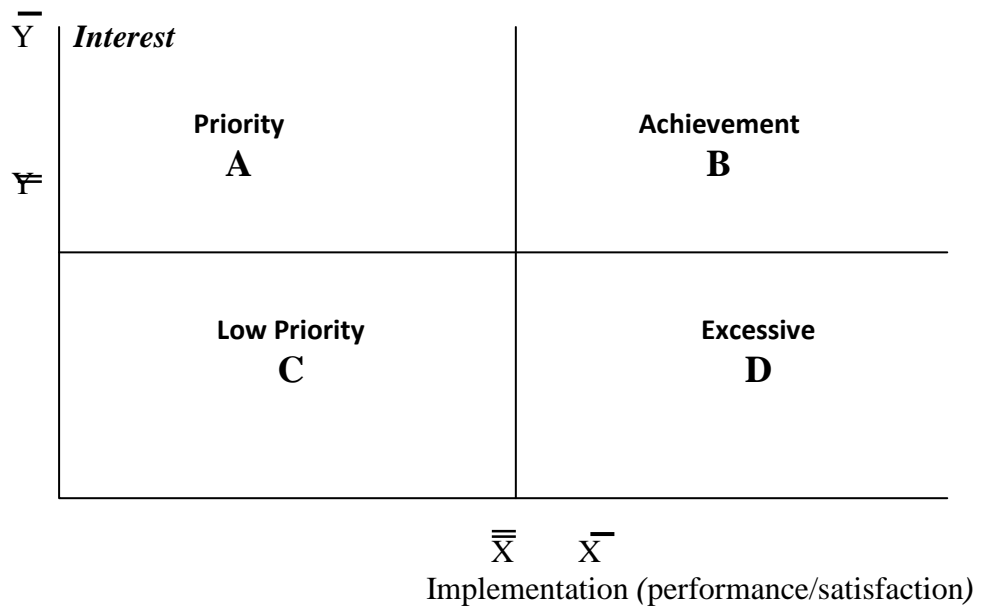 Y̅ Interest
Priority Achievement
A B
Y̿
Low Priority Excessive
C D
X̿ X̅
Implementation (performance/satisfaction)